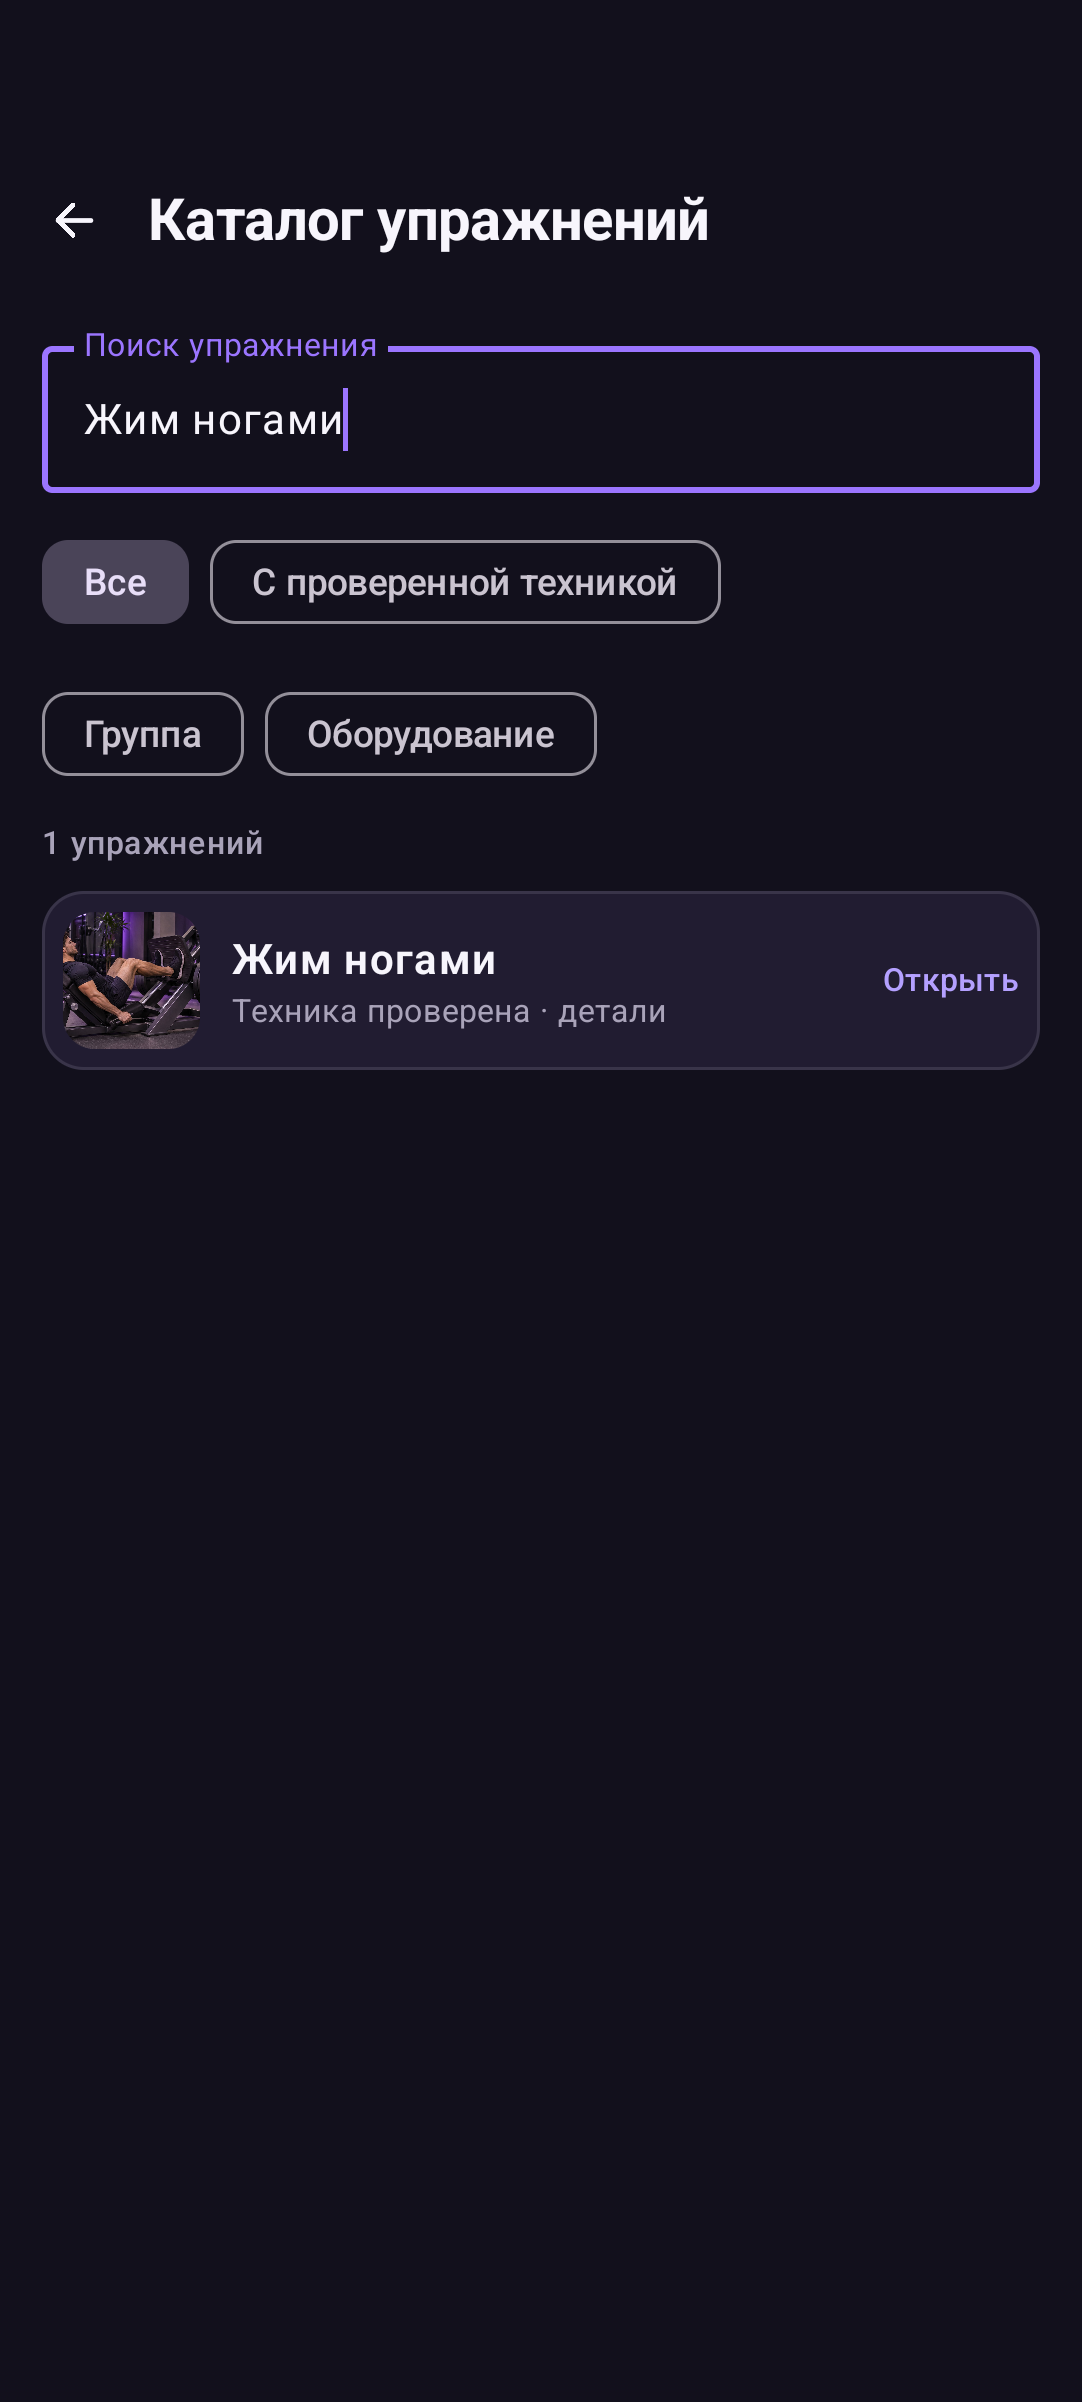 Каталог упражнений
Поиск упражнения
Жим ногами
Все
С проверенной техникой
Группа
Оборудование
1 упражнений
Жим ногами
Техника проверена · детали
Открыть